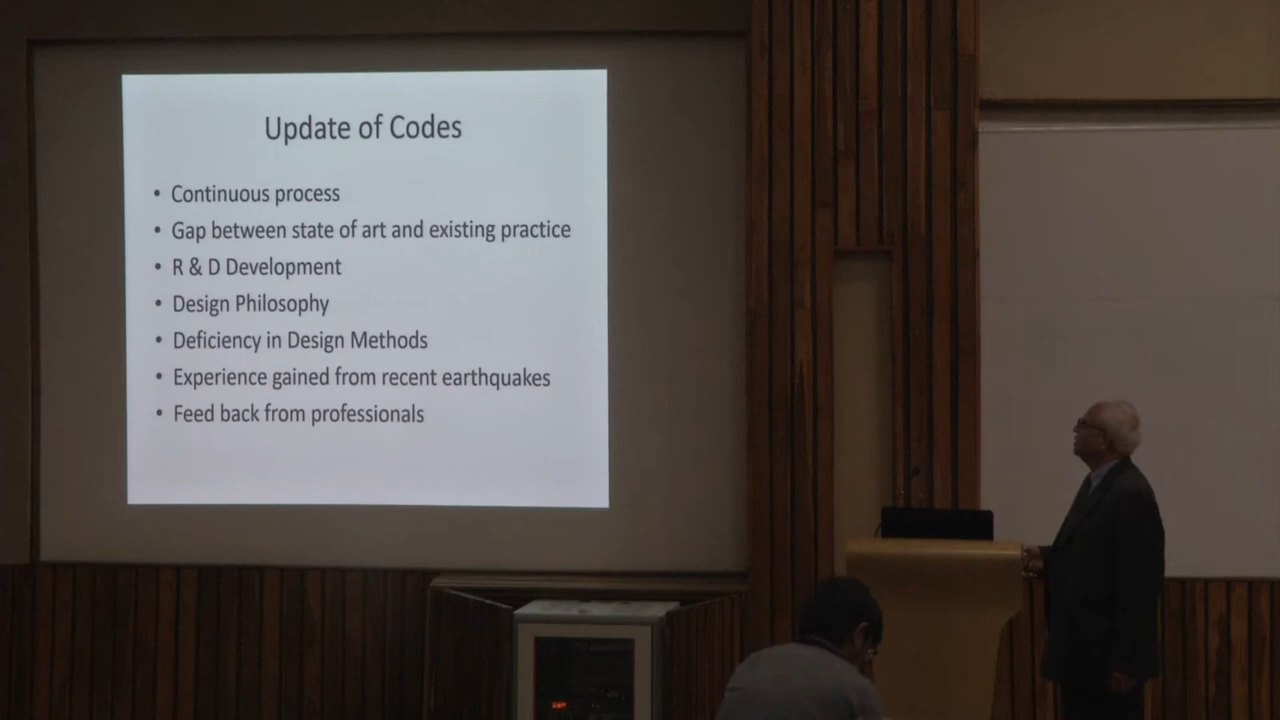 Update of Codes
• Continuous process
• Gap between state of art and existing practice
• R & D Development
• Design Philosophy
• Deficiency in Design Methods
• Experience gained from recent earthquakes
• Feed back from professionals